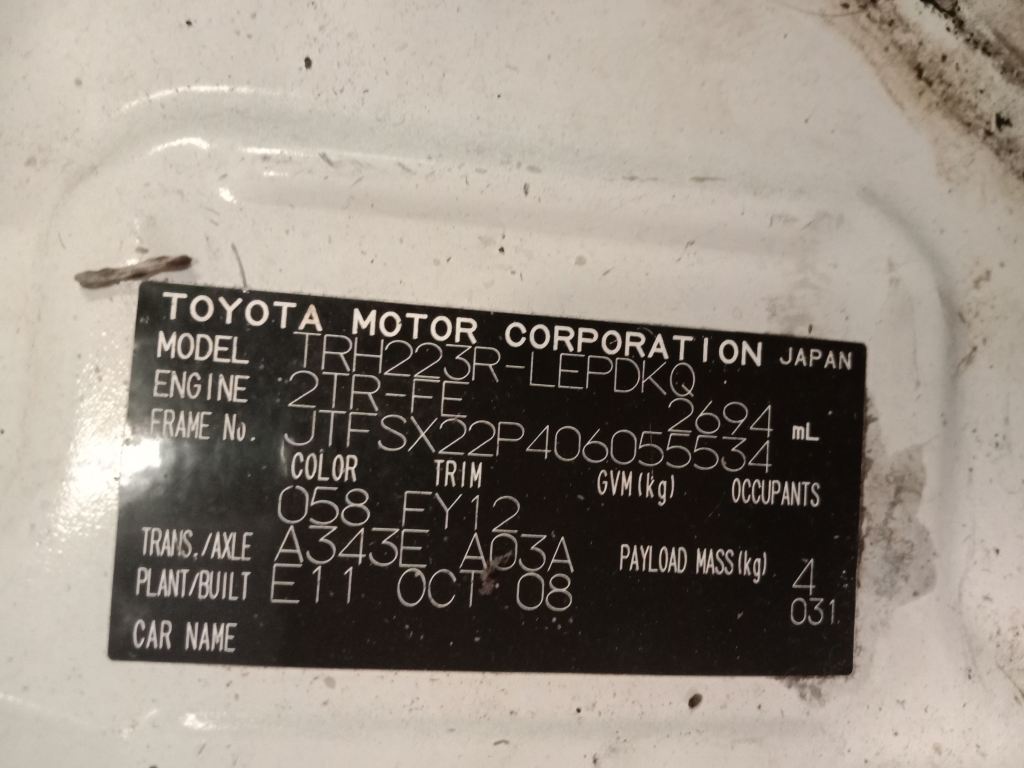 TOYOTA MOTOR CORPORATION JAPAN
MODEL TRH223R-LEPDKQ
ENGINE 2TR-FE 2694 mL
FRAME No. JTFSX22P406055534
COLOR TRIM GVM(kg) OCCUPANTS
058 FY12
TRANS./AXLE A343E A03A PAYLOAD MASS(kg) 4
PLANT/BUILT E11 OCT 08 031
CAR NAME